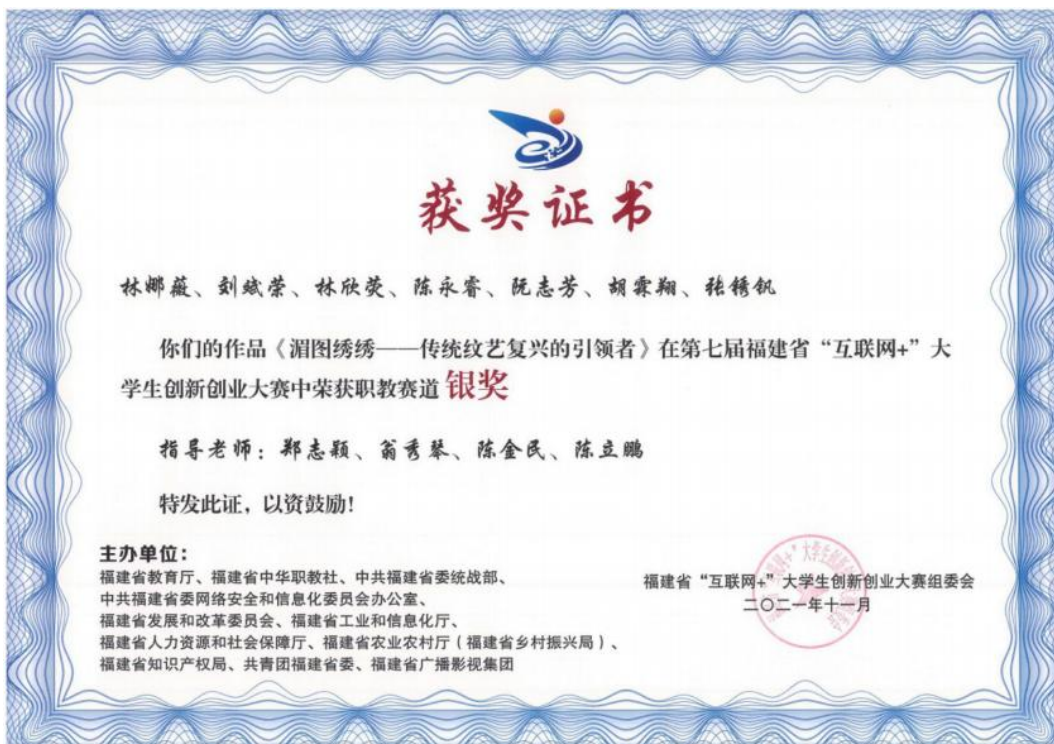 获奖证书
林娜薇、刘斌荣、林欣荧、陈永睿、阮志芳、胡霖翔、张锈钒
你们的作品《湄图绣绣——传统纹艺复兴的引领者》在第七届福建省“互联网+”大
学生创新创业大赛中荣获职教赛道 银奖
指导老师：郑志颖、翁秀琴、陈金民、陈立鹏
特发此证，以资鼓励！
主办单位：
福建省教育厅、福建省中华职教社、中共福建省委统战部、
中共福建省委网络安全和信息化委员会办公室、
福建省发展和改革委员会、福建省工业和信息化厅、
福建省人力资源和社会保障厅、福建省农业农村厅（福建省乡村振兴局）、
福建省知识产权局、共青团福建省委、福建省广播影视集团
福建省“互联网+”大学生创新创业大赛组委会
二〇二一年十一月